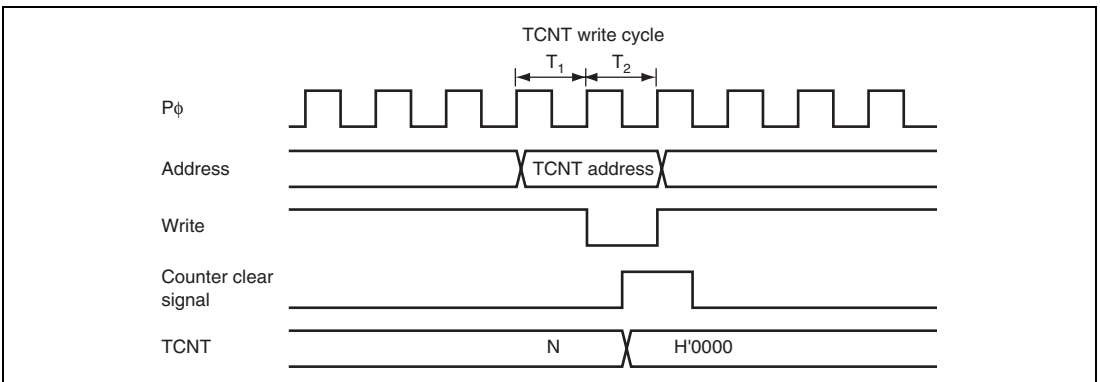 TCNT write cycle
T1 T2
Pϕ
Address
TCNT address
Write
Counter clear
signal
TCNT
N
H'0000